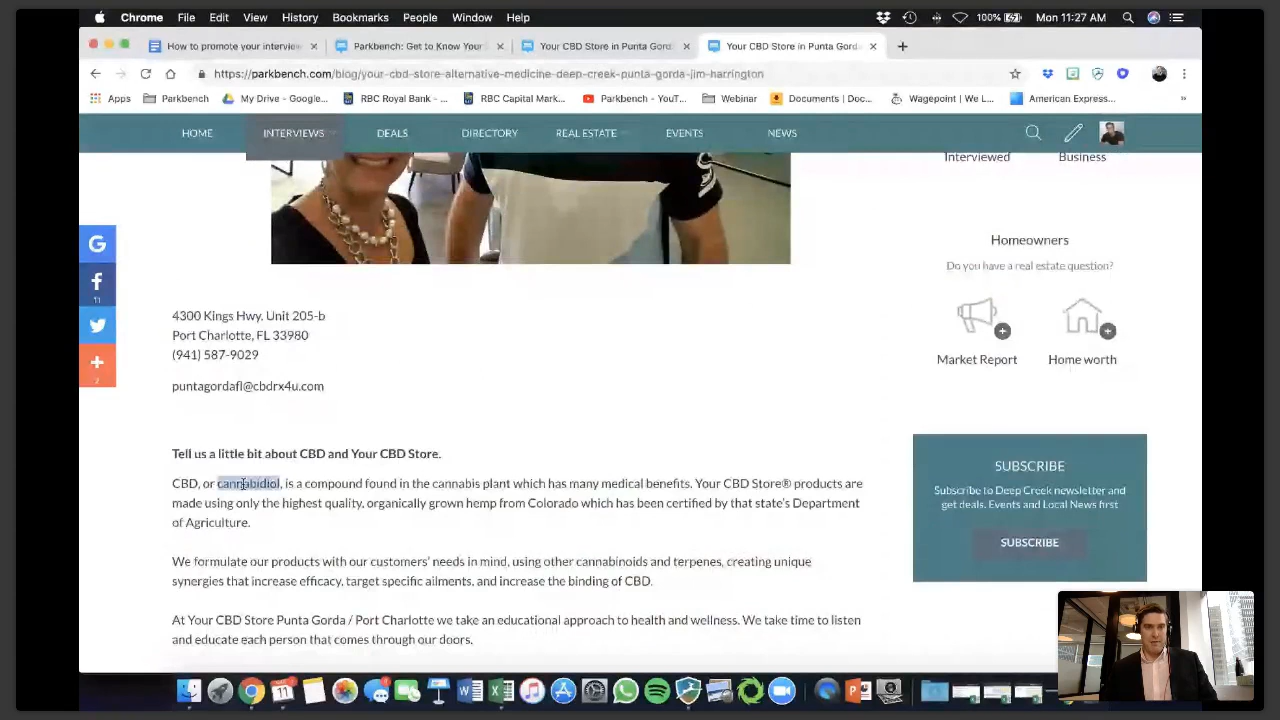 Chrome File Edit View History Bookmarks People Window Help 100% Mon 11:27 AM
How to promote your interview Parkbench: Get to Know Your Your CBD Store in Punta Gord Your CBD Store in Punta Gorda
https://parkbench.com/blog/your-cbd-store-alternative-medicine-deep-creek-punta-gorda-jim-harrington
Apps Parkbench My Drive - Google... RBC Royal Bank - ... RBC Capital Mark... Parkbench - YouT... Webinar Documents | Doc... Wagepoint | We L... American Express... »
HOME INTERVIEWS DEALS DIRECTORY REAL ESTATE EVENTS NEWS
Interviewed Business
G
f
11
2
Homeowners
Do you have a real estate question?
Market Report Home worth
4300 Kings Hwy. Unit 205-b
Port Charlotte, FL 33980
(941) 587-9029
puntagordafl@cbdrx4u.com
Tell us a little bit about CBD and Your CBD Store.
CBD, or cannabidiol, is a compound found in the cannabis plant which has many medical benefits. Your CBD Store® products are
made using only the highest quality, organically grown hemp from Colorado which has been certified by that state's Department
of Agriculture.
We formulate our products with our customers' needs in mind, using other cannabinoids and terpenes, creating unique
synergies that increase efficacy, target specific ailments, and increase the binding of CBD.
At Your CBD Store Punta Gorda / Port Charlotte we take an educational approach to health and wellness. We take time to listen
and educate each person that comes through our doors.
SUBSCRIBE
Subscribe to Deep Creek newsletter and
get deals. Events and Local News first
SUBSCRIBE
11